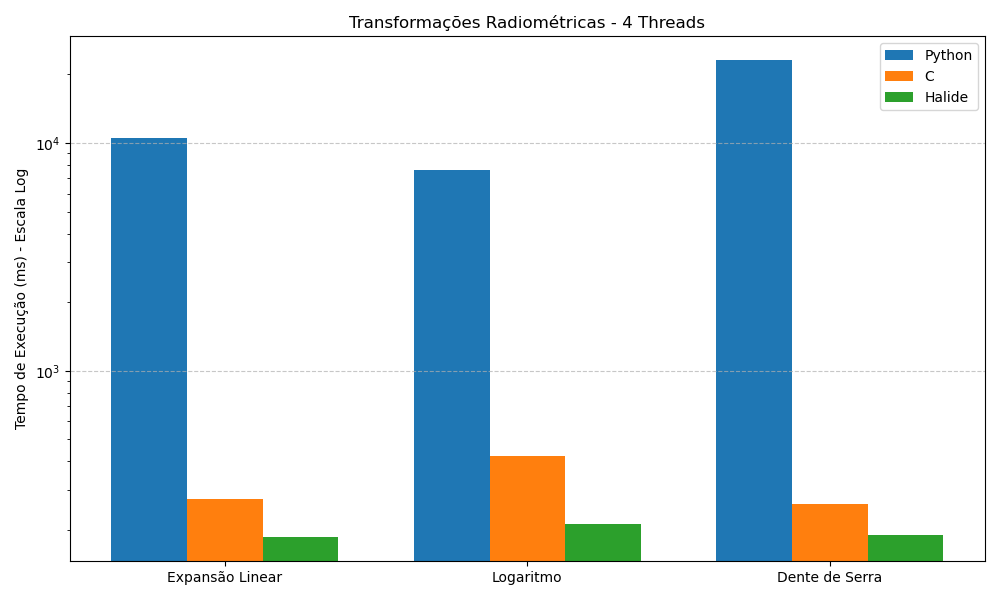 Transformações Radiométricas - 4 Threads
Python
C
Halide
Tempo de Execução (ms) - Escala Log
10⁴
10³
Expansão Linear
Logaritmo
Dente de Serra